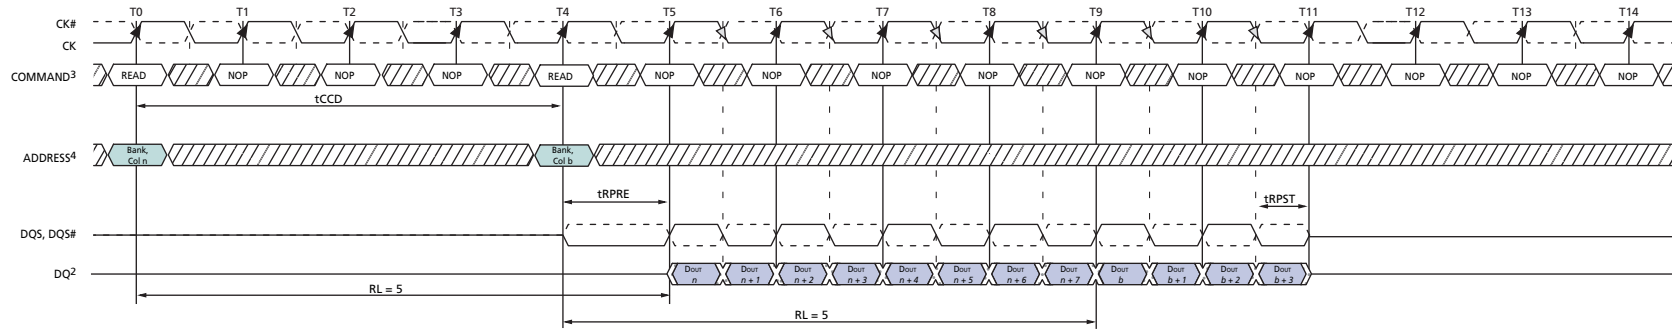 T0 T1 T2 T3 T4 T5 T6 T7 T8 T9 T10 T11 T12 T13 T14
CK#
CK
COMMAND3 READ NOP NOP NOP READ NOP NOP NOP NOP NOP NOP NOP NOP NOP NOP
tCCD
ADDRESS4 Bank, Col n Bank, Col b
tRPRE tRPST
DQS, DQS#
DQ2 DOUT n DOUT n + 1 DOUT n + 2 DOUT n + 3 DOUT n + 4 DOUT n + 5 DOUT n + 6 DOUT n + 7 DOUT b DOUT b + 1 DOUT b + 2 DOUT b + 3
RL = 5
RL = 5